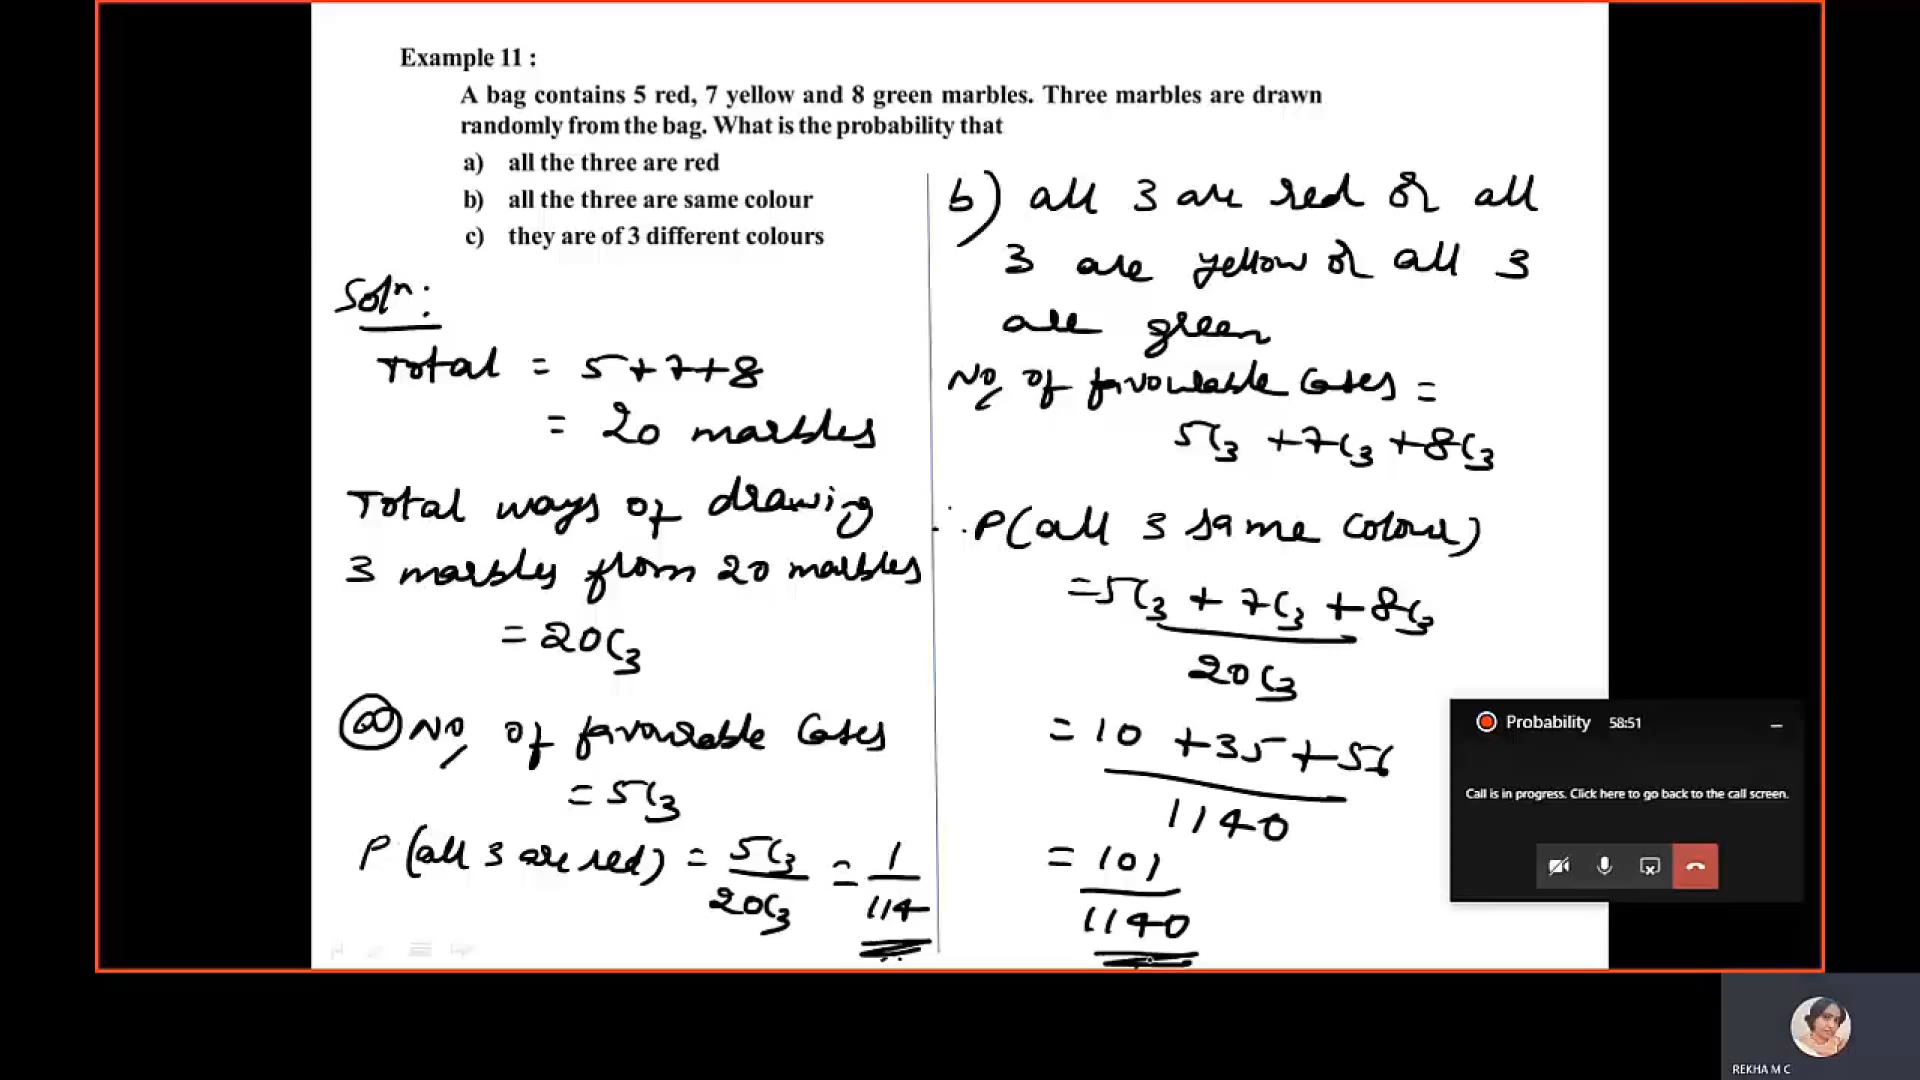 Example 11 :
A bag contains 5 red, 7 yellow and 8 green marbles. Three marbles are drawn
randomly from the bag. What is the probability that
a) all the three are red
b) all the three are same colour
c) they are of 3 different colours
Soln:
Total = 5+7+8
= 20 marbles
Total ways of drawing
3 marbles from 20 marbles
= 20C3
(a) No of favourable Cases
= 5C3
P (all 3 are red) = 5C3/20C3 = 1/114
b) all 3 are red or all
3 are yellow or all 3
are green
No of favourable Cases =
5C3 +7C3 +8C3
∴ P(all 3 same colour)
= 5C3 + 7C3 + 8C3
20C3
= 10 +35+56
1140
= 101
1140
Probability 58:51
Call is in progress. Click here to go back to the call screen.
REKHA M C